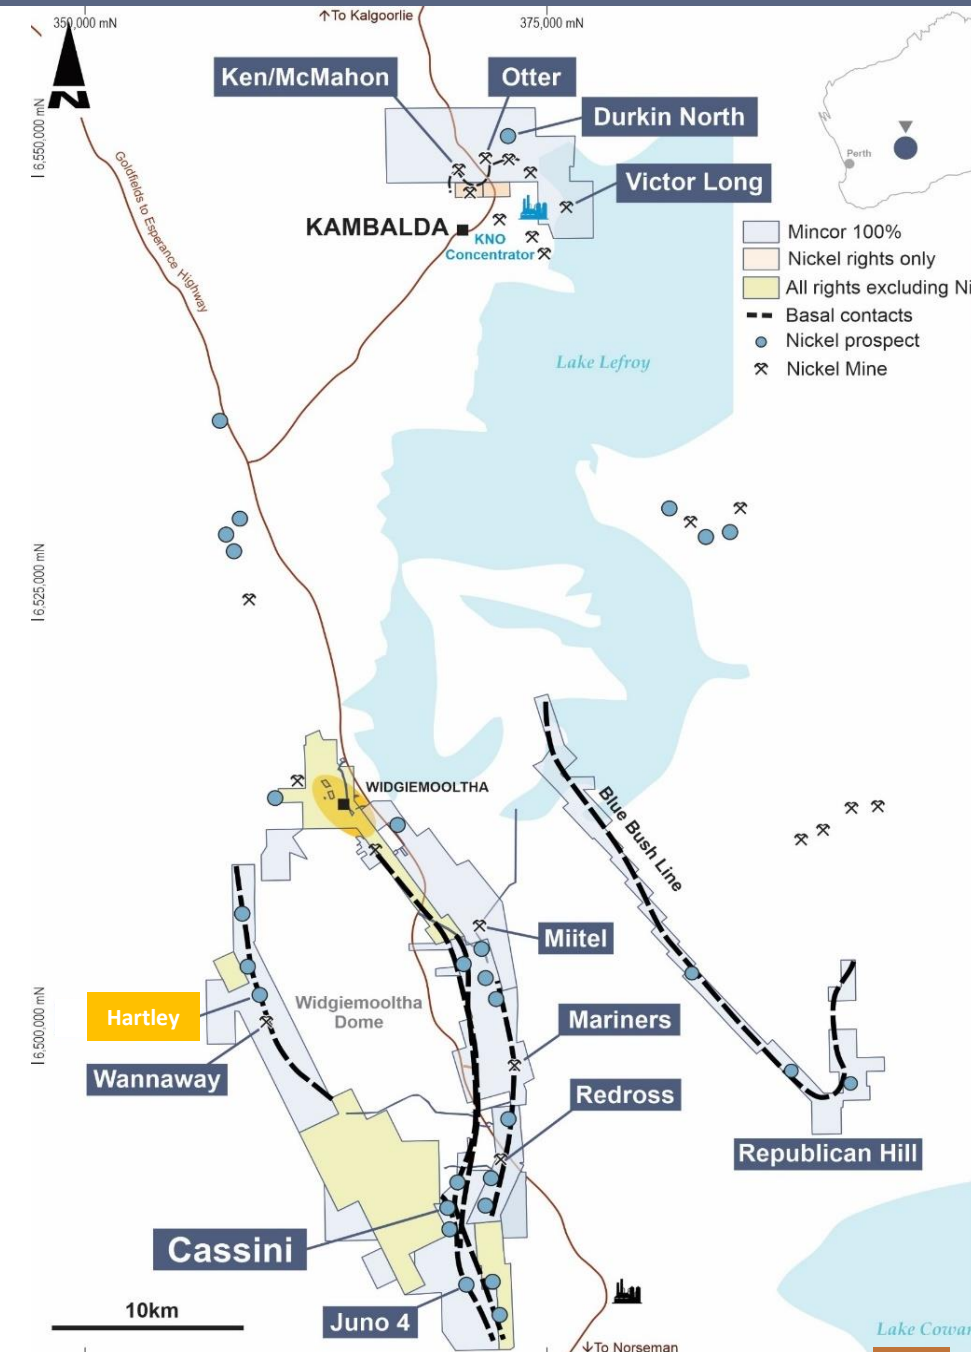 350,000 mN
↑To Kalgoorlie
375,000 mN
N
Ken/McMahon
Otter
Durkin North
Victor Long
Perth
6,550,000 mN
Goldfields to Esperance Highway
KAMBALDA
KNO
Concentrator
Mincor 100%
Nickel rights only
All rights excluding Ni
Basal contacts
Nickel prospect
Nickel Mine
Lake Lefroy
6,525,000 mN
WIDGIEMOOLTHA
Blue Bush Line
Miitel
Hartley
Widgiemooltha
Dome
Mariners
6,500,000 mN
Wannaway
Redross
Republican Hill
Cassini
10km
Juno 4
Lake Cowan
↓To Norseman